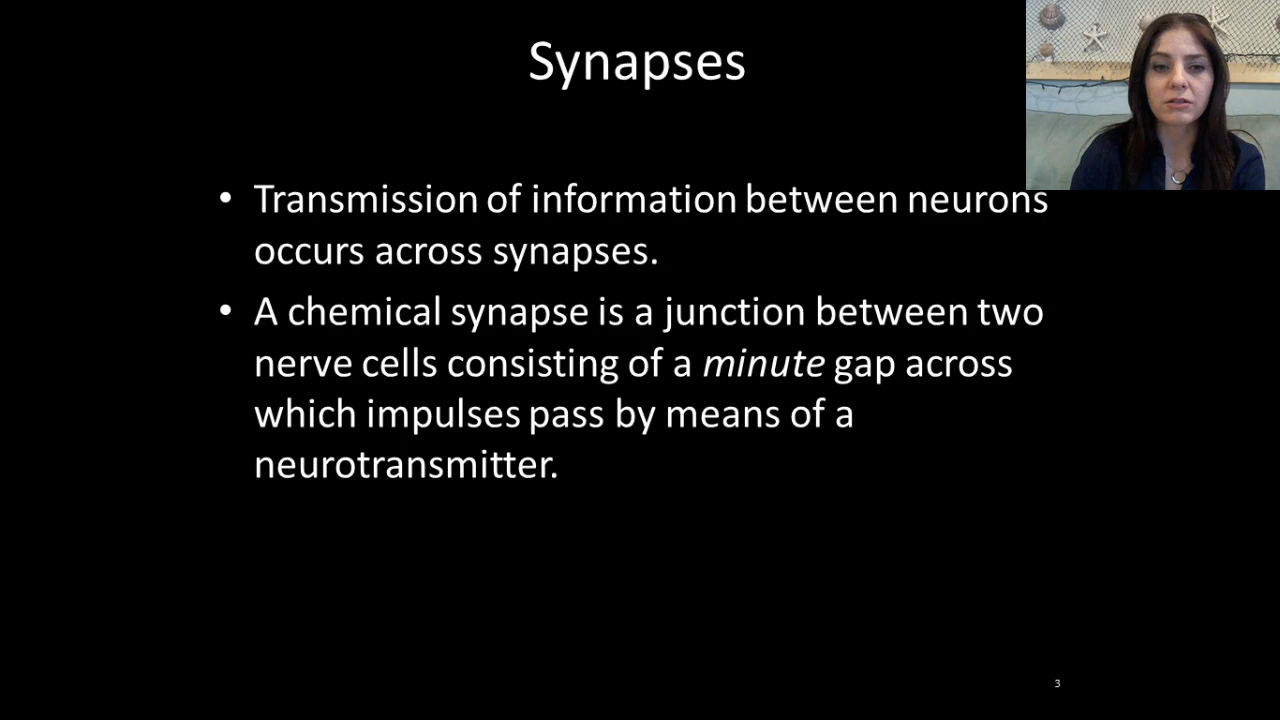 Synapses
• Transmission of information between neurons
occurs across synapses.
• A chemical synapse is a junction between two
nerve cells consisting of a minute gap across
which impulses pass by means of a
neurotransmitter.
3